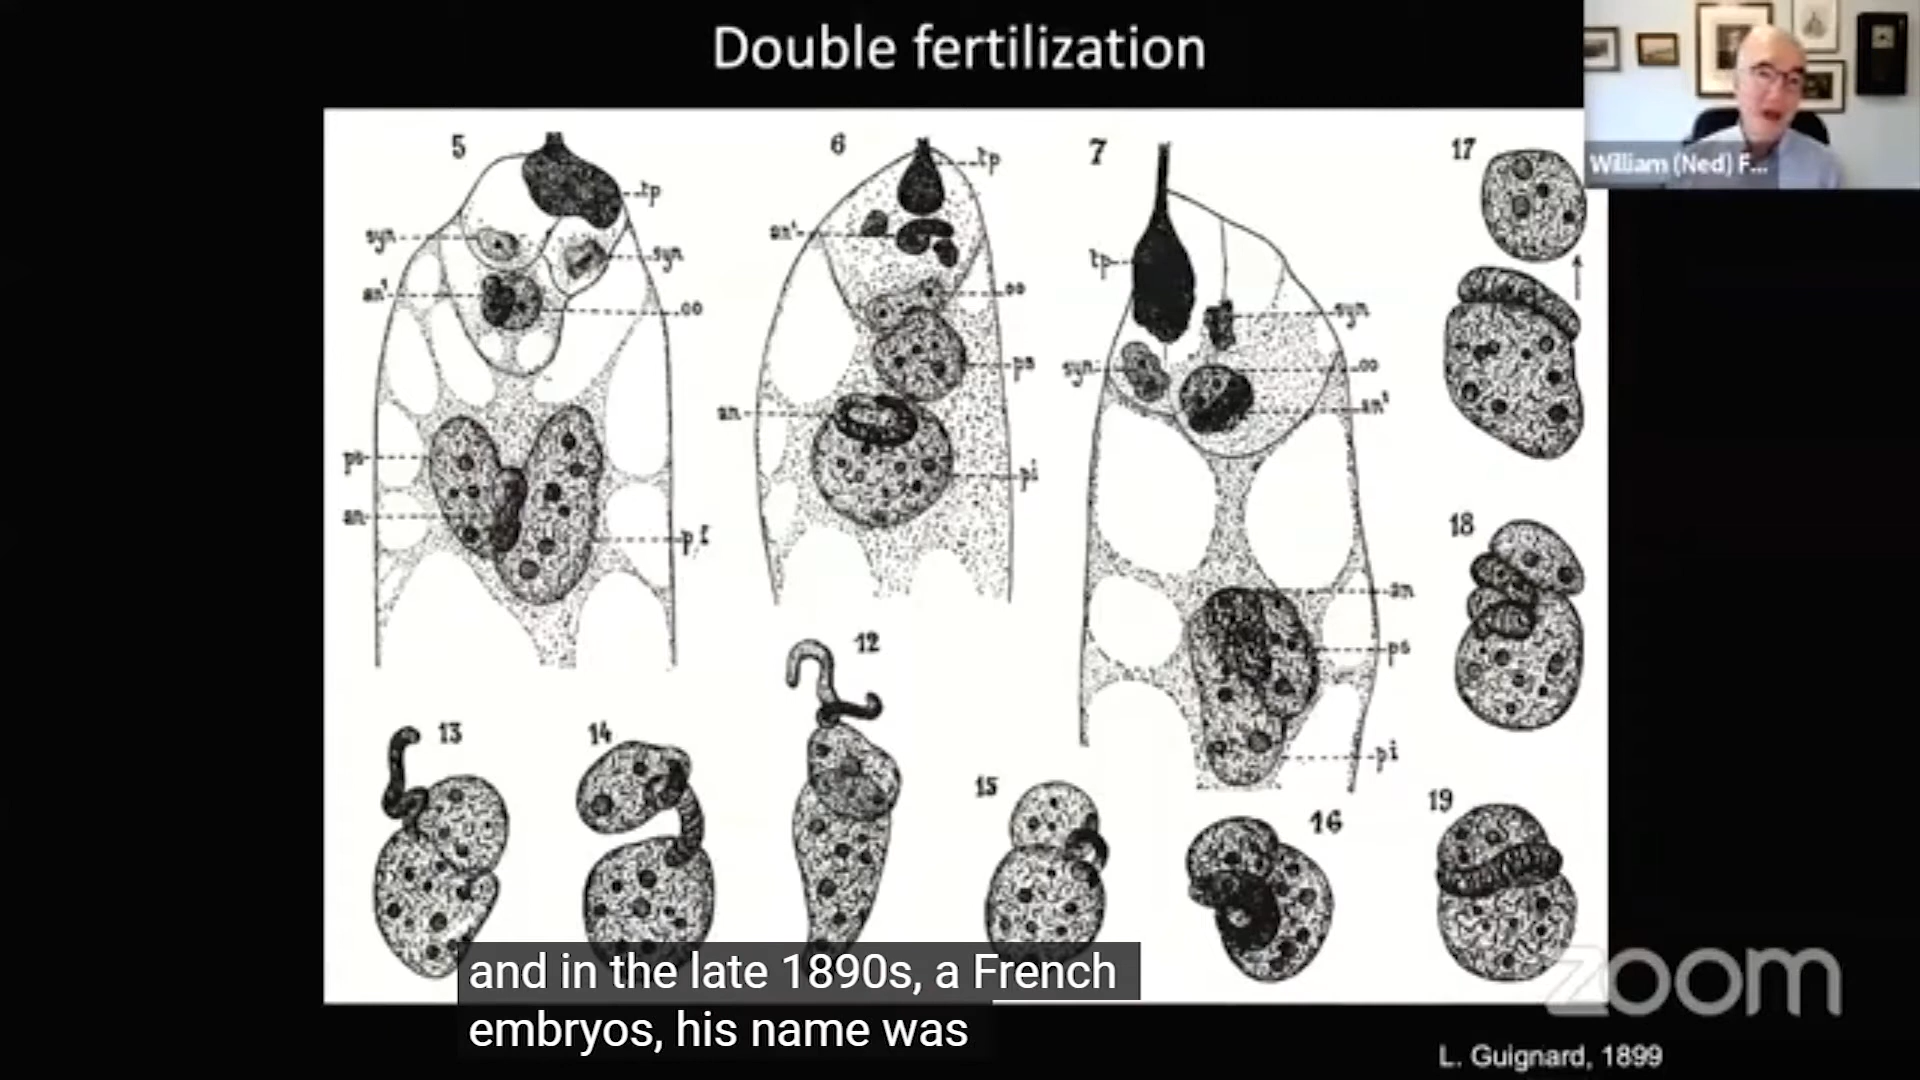 Double fertilization
William (Ned) F...
5
6
7
17
tp
tp
syn
syn
an'
oo
an'
oo
ps
an
pi
tp
syn
syn
oo
an'
ps
an
18
an
ps
pi
12
13
14
15
16
19
and in the late 1890s, a French
embryos, his name was
zoom
L. Guignard, 1899